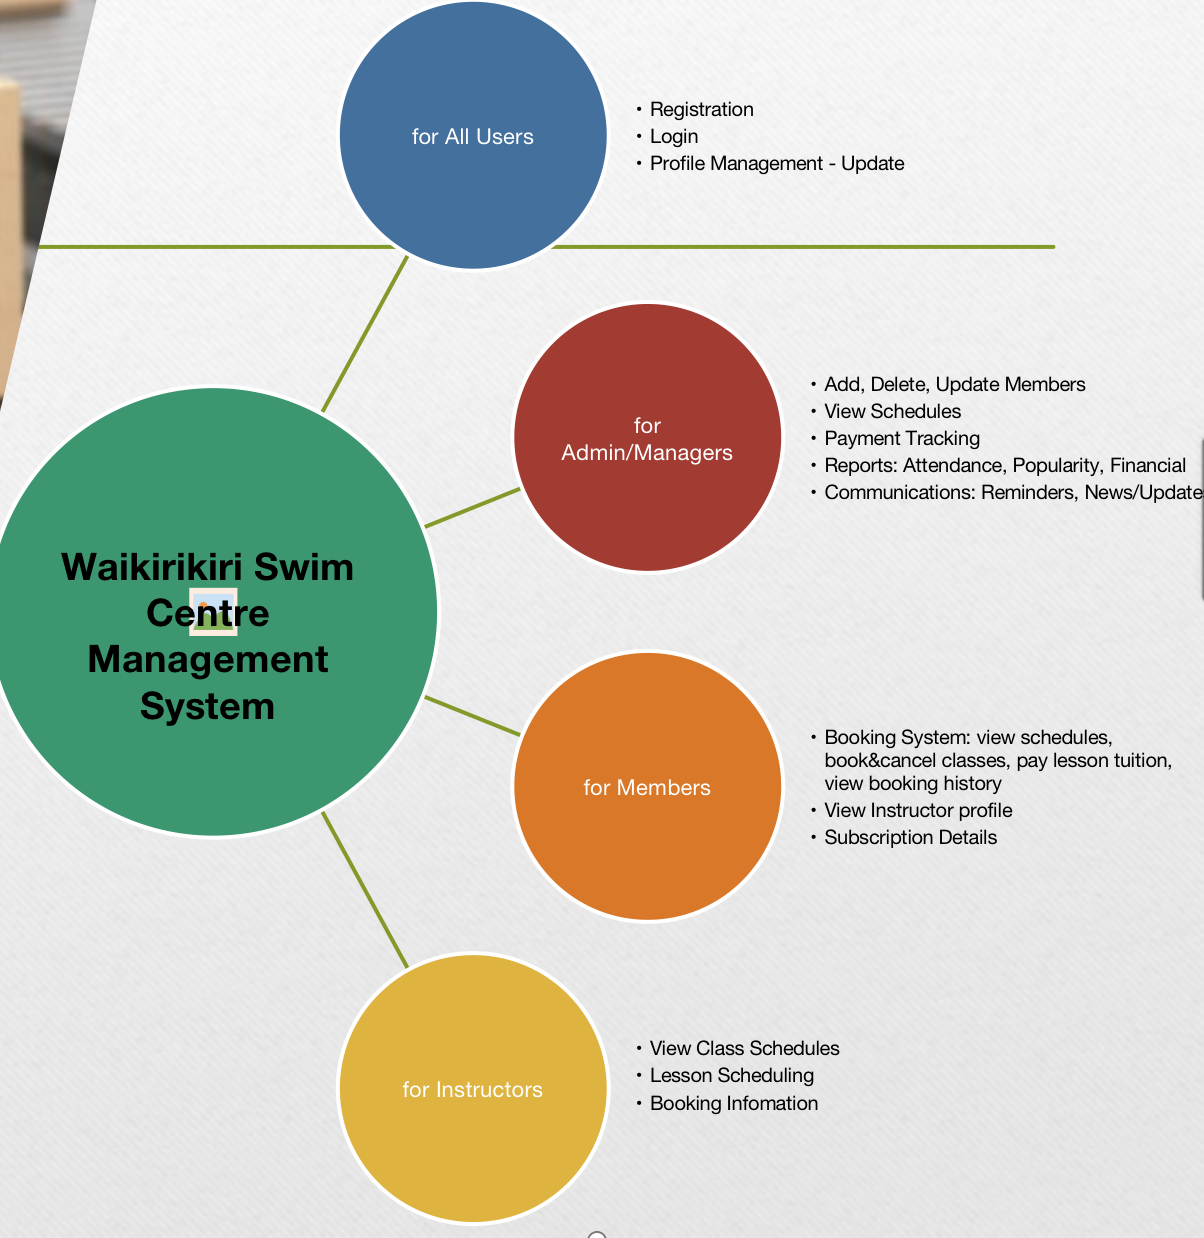 for All Users
• Registration
• Login
• Profile Management - Update
for
Admin/Managers
• Add, Delete, Update Members
• View Schedules
• Payment Tracking
• Reports: Attendance, Popularity, Financial
• Communications: Reminders, News/Update
Waikirikiri Swim
Centre
Management
System
for Members
• Booking System: view schedules,
book&cancel classes, pay lesson tuition,
view booking history
• View Instructor profile
• Subscription Details
for Instructors
• View Class Schedules
• Lesson Scheduling
• Booking Infomation